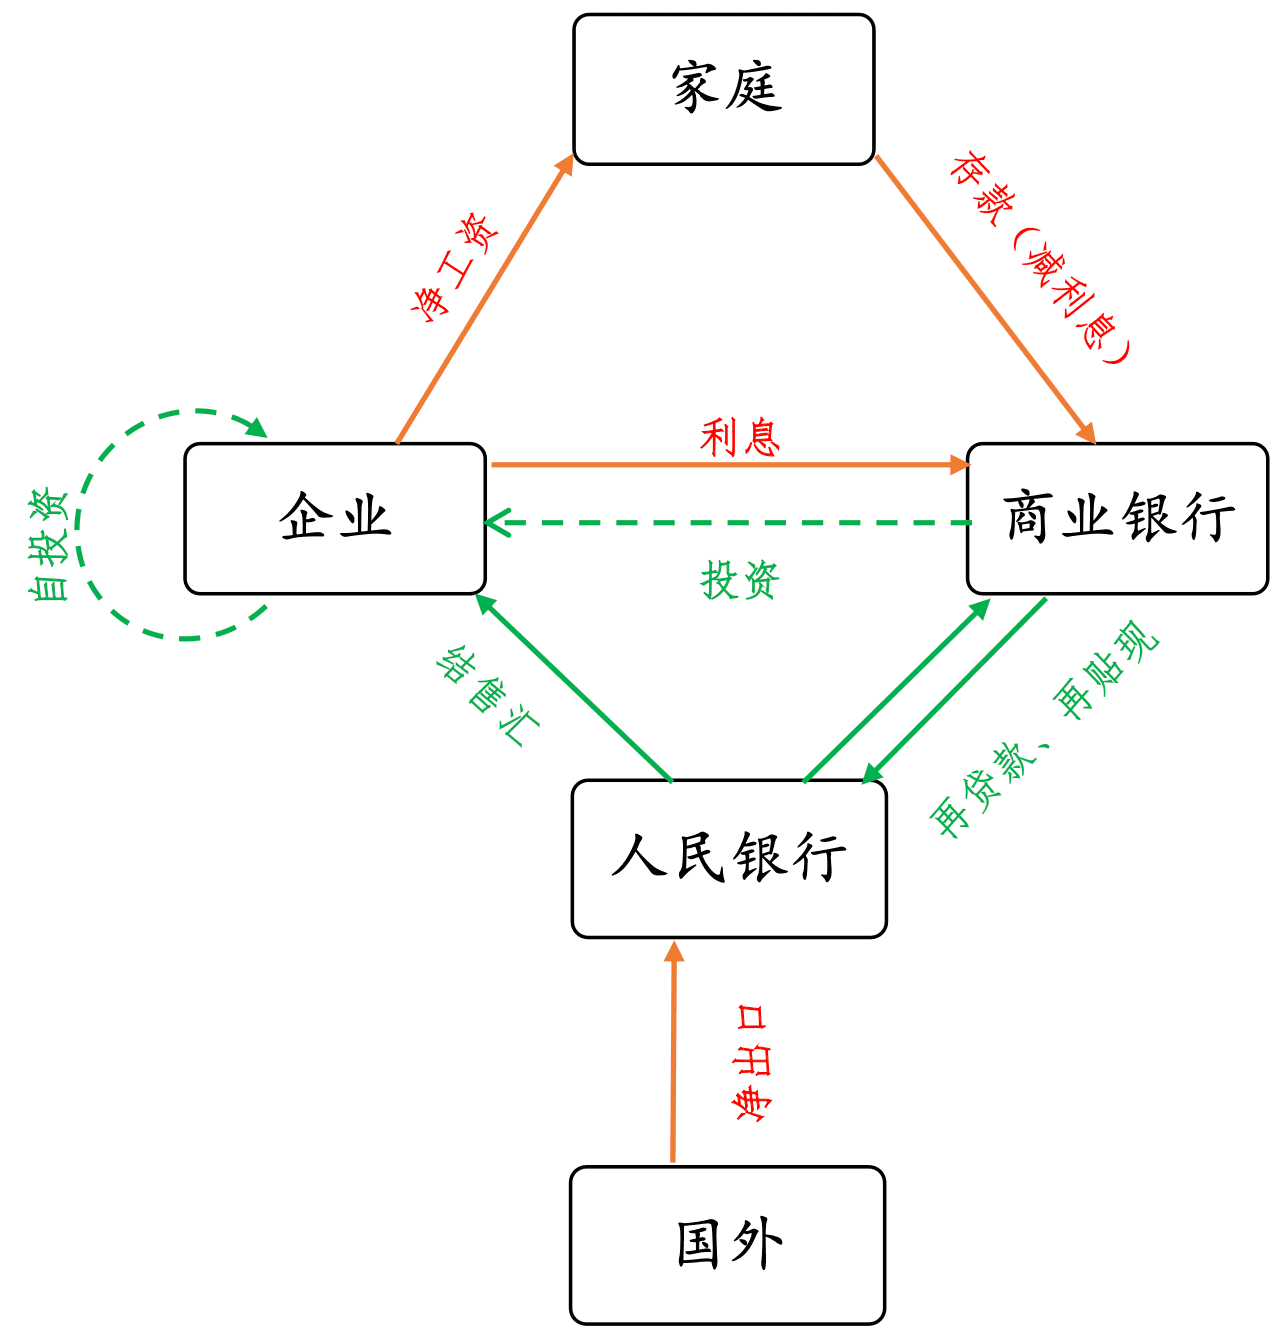 家庭
净工资
存款（减利息）
利息
企业
商业银行
自投资
投资
结售汇
再贷款、再贴现
人民银行
净出口
国外